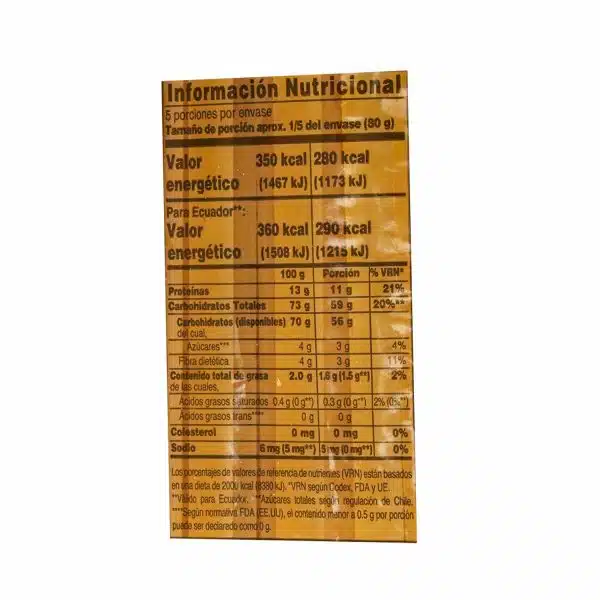 Información Nutricional
5 porciones por envase
Tamaño de porción aprox. 1/5 del envase (80 g)
Valor energético 350 kcal (1467 kJ) 280 kcal (1173 kJ)
Para Ecuador**:
Valor energético 360 kcal (1508 kJ) 290 kcal (1215 kJ)
100 g Porción % VRN*
Proteínas 13 g 11 g 21%
Carbohidratos Totales 73 g 59 g 20%**
Carbohidratos (disponibles) 70 g 56 g
del cual,
Azúcares*** 4 g 3 g 4%
Fibra dietética 4 g 3 g 11%
Contenido total de grasa 2.0 g 1.6 g (1.5 g**) 2%
de las cuales,
Ácidos grasos saturados 0.4 g (0 g**) 0.3 g (0 g**) 2% (0%**)
Ácidos grasos trans**** 0 g 0 g
Colesterol 0 mg 0 mg 0%
Sodio 6 mg (5 mg**) 5 mg (0 mg**) 0%
Los porcentajes de valores de referencia de nutrientes (VRN) están basados
en una dieta de 2000 kcal (8380 kJ). *VRN según Codex, FDA y UE.
**Válido para Ecuador. ***Azúcares totales según regulación de Chile.
****Según normativa FDA (EE.UU), el contenido menor a 0.5 g por porción
puede ser declarado como 0 g.